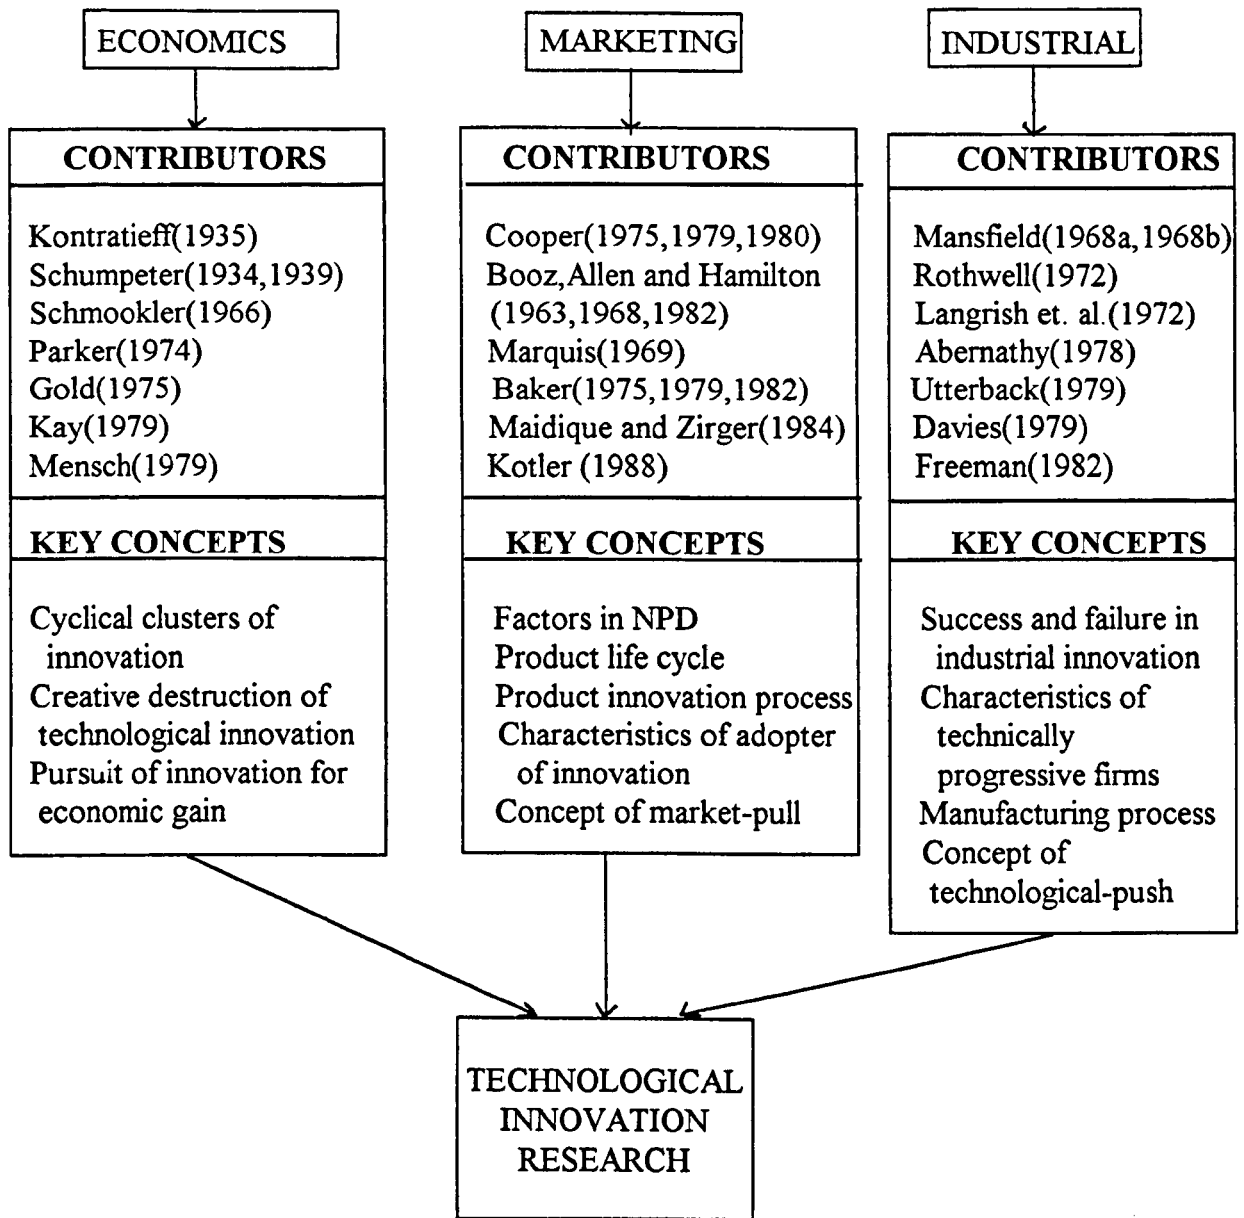 ECONOMICS
CONTRIBUTORS
Kontratieff(1935)
Schumpeter(1934,1939)
Schmookler(1966)
Parker(1974)
Gold(1975)
Kay(1979)
Mensch(1979)
KEY CONCEPTS
Cyclical clusters of
innovation
Creative destruction of
technological innovation
Pursuit of innovation for
economic gain
MARKETING
CONTRIBUTORS
Cooper(1975,1979,1980)
Booz,Allen and Hamilton
(1963,1968,1982)
Marquis(1969)
Baker(1975,1979,1982)
Maidique and Zirger(1984)
Kotler (1988)
KEY CONCEPTS
Factors in NPD
Product life cycle
Product innovation process
Characteristics of adopter
of innovation
Concept of market-pull
INDUSTRIAL
CONTRIBUTORS
Mansfield(1968a,1968b)
Rothwell(1972)
Langrish et. al.(1972)
Abernathy(1978)
Utterback(1979)
Davies(1979)
Freeman(1982)
KEY CONCEPTS
Success and failure in
industrial innovation
Characteristics of
technically
progressive firms
Manufacturing process
Concept of
technological-push
TECHNOLOGICAL
INNOVATION
RESEARCH